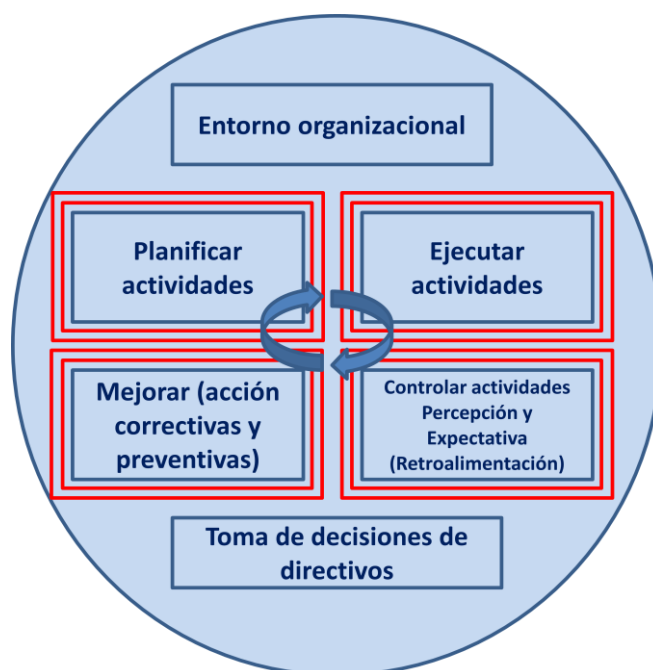 Entorno organizacional
Planificar
actividades
Ejecutar
actividades
Mejorar (acción
correctivas y
preventivas)
Controlar actividades
Percepción y
Expectativa
(Retroalimentación)
Toma de decisiones de
directivos